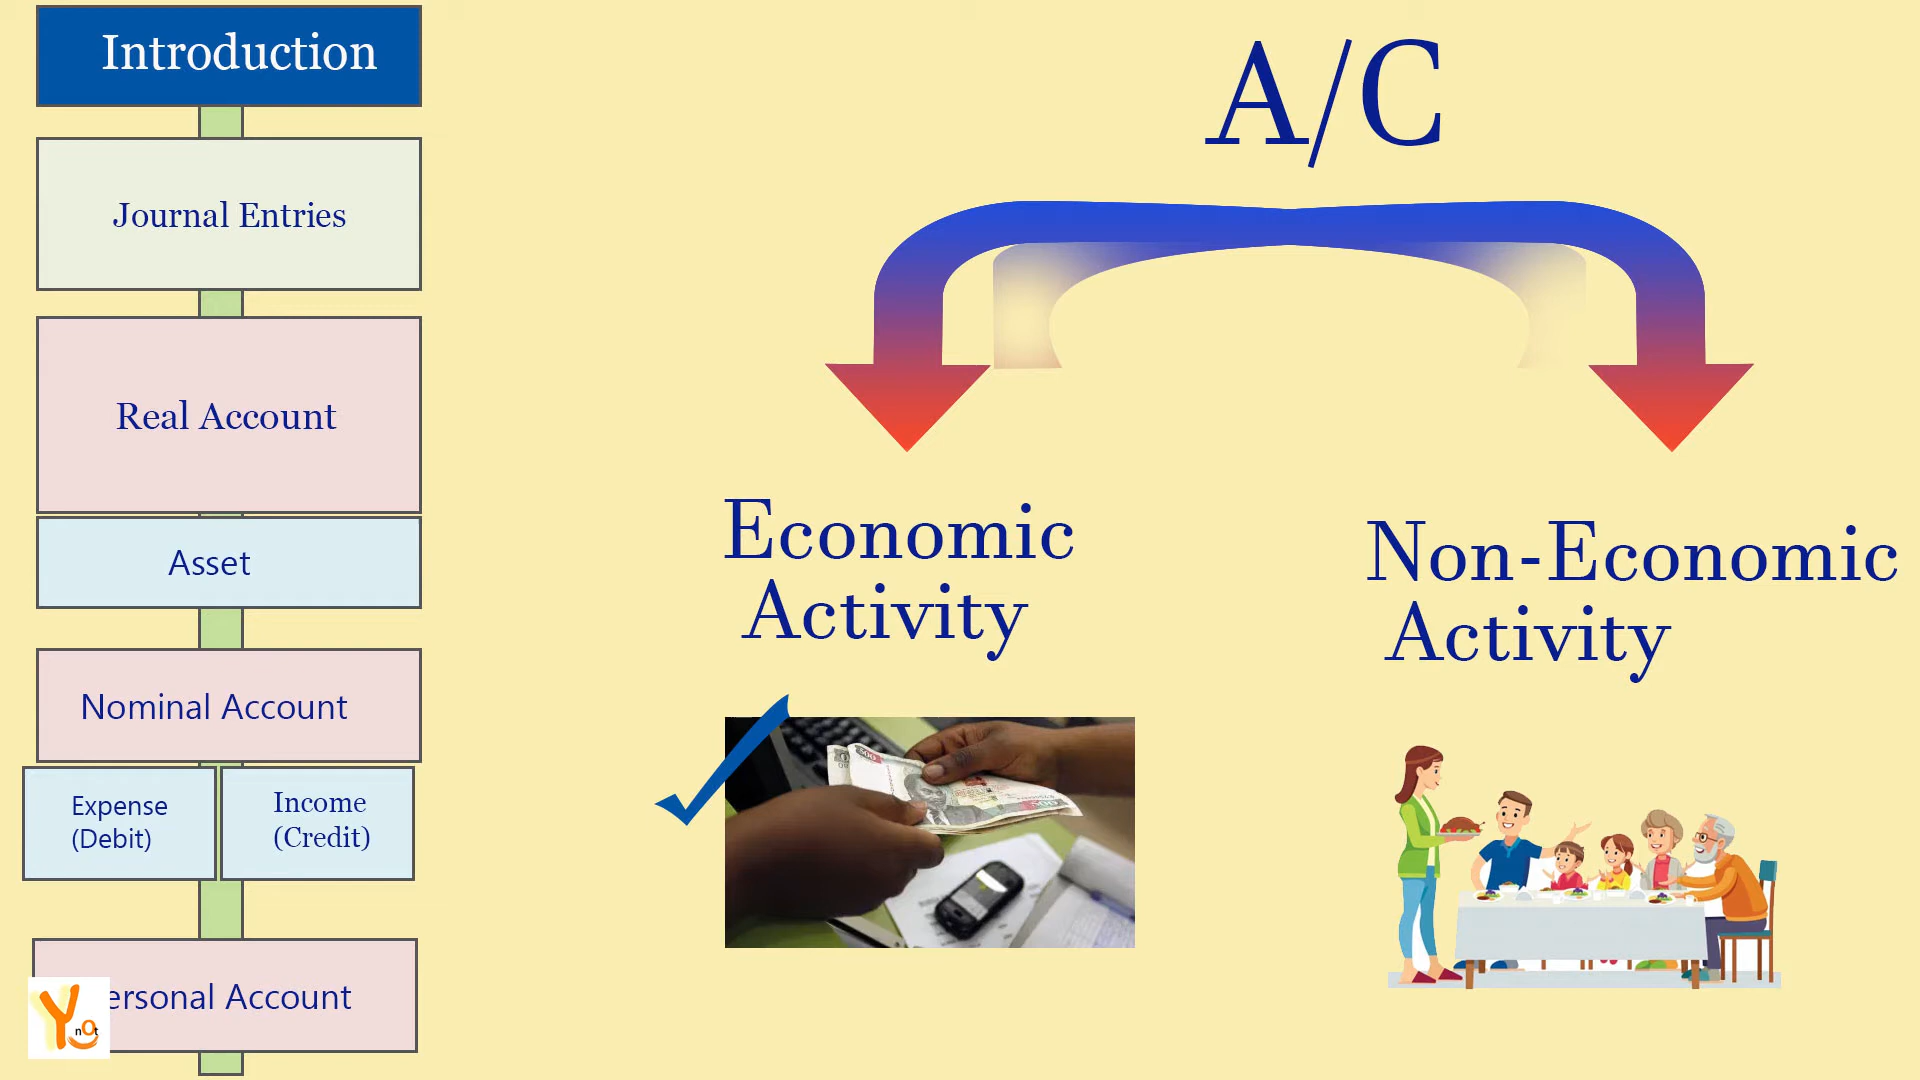 Introduction
Journal Entries
Real Account
Asset
Nominal Account
Expense
(Debit)
Income
(Credit)
ersonal Account
Y nOt
A/C
Economic
Activity
Non-Economic
Activity